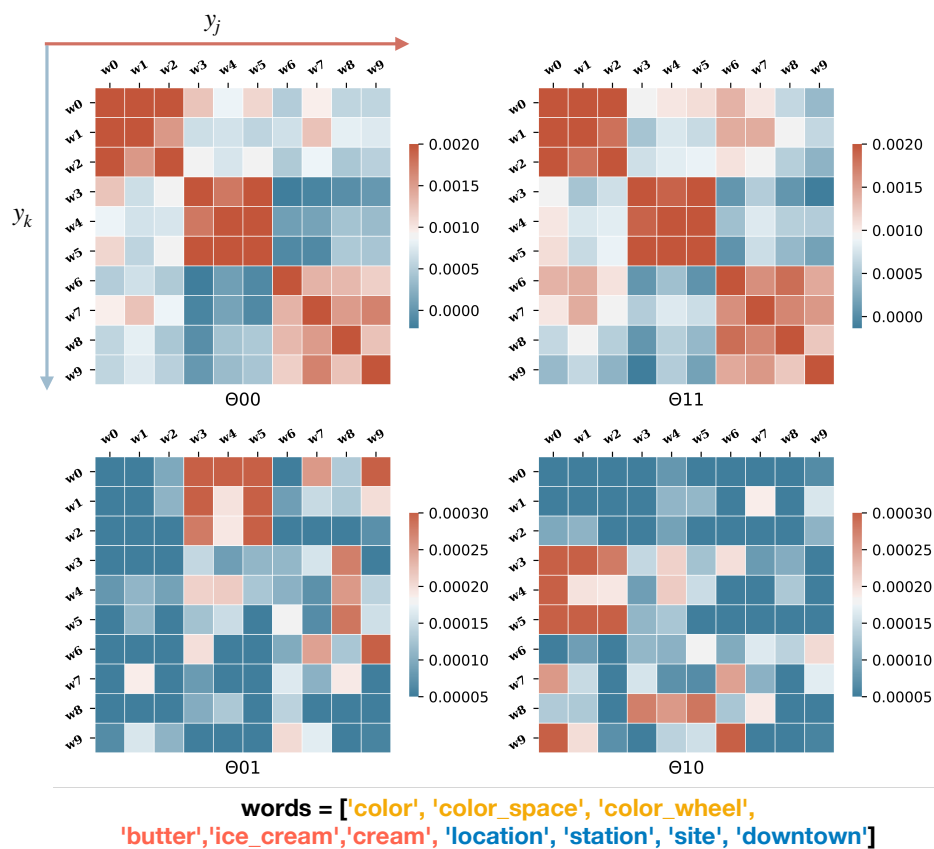 y_j
w0 w1 w2 w3 w4 w5 w6 w7 w8 w9
w0 w1 w2 w3 w4 w5 w6 w7 w8 w9
y_k
w0
w1
w2
w3
w4
w5
w6
w7
w8
w9
0.0020
0.0015
0.0010
0.0005
0.0000
Θ00
w0
w1
w2
w3
w4
w5
w6
w7
w8
w9
0.0020
0.0015
0.0010
0.0005
0.0000
Θ11
w0 w1 w2 w3 w4 w5 w6 w7 w8 w9
w0
w1
w2
w3
w4
w5
w6
w7
w8
w9
0.00030
0.00025
0.00020
0.00015
0.00010
0.00005
Θ01
w0 w1 w2 w3 w4 w5 w6 w7 w8 w9
w0
w1
w2
w3
w4
w5
w6
w7
w8
w9
0.00030
0.00025
0.00020
0.00015
0.00010
0.00005
Θ10
words = ['color', 'color_space', 'color_wheel',
'butter','ice_cream','cream', 'location', 'station', 'site', 'downtown']